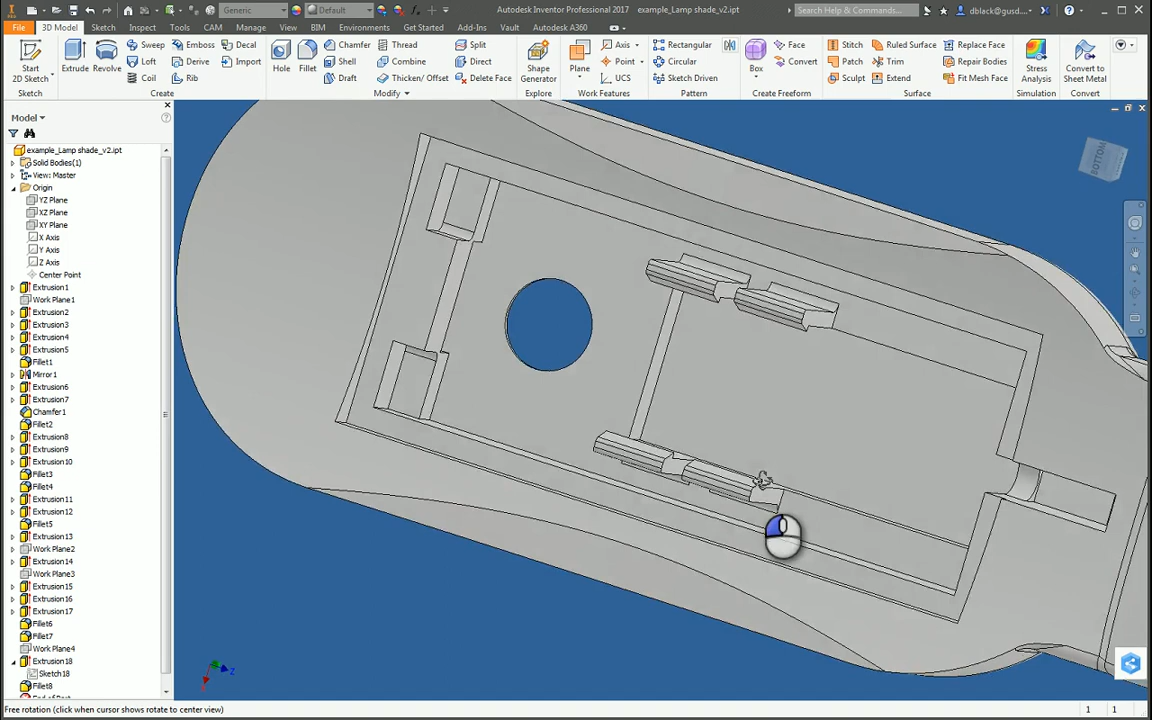 Generic Default Autodesk Inventor Professional 2017 example_Lamp shade_v2.ipt Search Help & Commands... dblack@gusd...
File 3D Model Sketch Inspect Tools CAM Manage View BIM Environments Get Started Add-Ins Vault Autodesk A360
Start 2D Sketch Extrude Revolve Sweep Emboss Decal
Loft Derive Import
Coil Rib
Hole Fillet Chamfer Thread Split
Shell Combine Direct
Draft Thicken/ Offset Delete Face
Shape Generator Plane Axis Point UCS
Rectangular Circular Sketch Driven
Box Face Convert
Stitch Ruled Surface Replace Face
Patch Trim Repair Bodies
Sculpt Extend Fit Mesh Face
Stress Analysis Convert to Sheet Metal
Sketch Create Modify Explore Work Features Pattern Create Freeform Surface Simulation Convert
Model
example_Lamp shade_v2.ipt
Solid Bodies(1)
View: Master
Origin
YZ Plane
XZ Plane
XY Plane
X Axis
Y Axis
Z Axis
Center Point
Extrusion1
Work Plane1
Extrusion2
Extrusion3
Extrusion4
Extrusion5
Fillet1
Mirror1
Extrusion6
Extrusion7
Chamfer1
Fillet2
Extrusion8
Extrusion9
Extrusion10
Fillet3
Fillet4
Extrusion11
Extrusion12
Fillet5
Extrusion13
Work Plane2
Extrusion14
Work Plane3
Extrusion15
Extrusion16
Extrusion17
Fillet6
Fillet7
Work Plane4
Extrusion18
Sketch18
Fillet8
BOTTOM
Z
Free rotation (click when cursor shows rotate to center view) 1 1